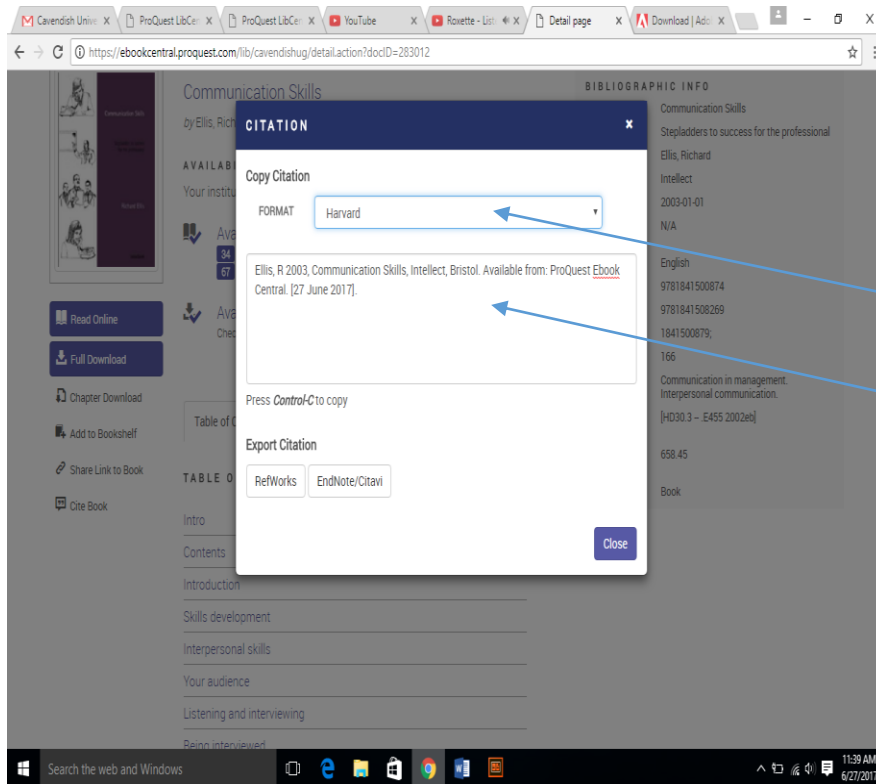 Cavendish Unive
ProQuest LibCe
ProQuest LibCe
YouTube
Roxette - List
Detail page
Download | Ado
https://ebookcentral.proquest.com/lib/cavendishug/detail.action?docID=283012
Communication Skills
by Ellis, Rich
AVAILAB
Your institu
Ava
34
67
Ava
Chec
Read Online
Full Download
Chapter Download
Add to Bookshelf
Share Link to Book
Cite Book
Table of C
TABLE O
Intro
Contents
Introduction
Skills development
Interpersonal skills
Your audience
Listening and interviewing
Being interviewed
CITATION
x
Copy Citation
FORMAT
Harvard
Ellis, R 2003, Communication Skills, Intellect, Bristol. Available from: ProQuest Ebook
Central. [27 June 2017].
Press Control-C to copy
Export Citation
RefWorks
EndNote/Citavi
Close
BIBLIOGRAPHIC INFO
Communication Skills
Stepladders to success for the professional
Ellis, Richard
Intellect
2003-01-01
N/A
English
9781841500874
9781841508269
1841500879;
166
Communication in management.
Interpersonal communication.
[HD30.3 -- .E455 2002eb]
658.45
Book
Search the web and Windows
11:39 AM
6/27/2017